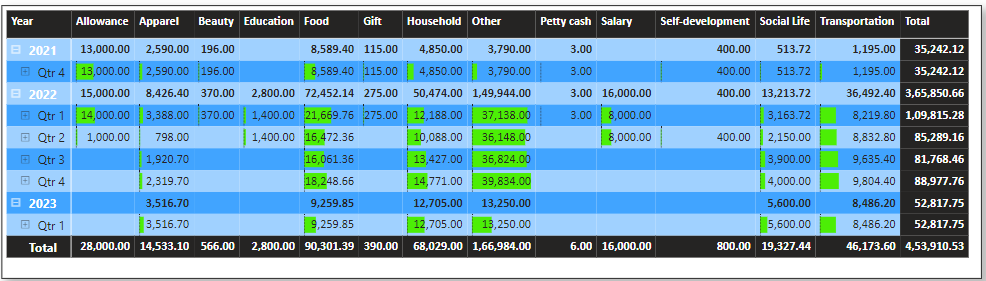 Year Allowance Apparel Beauty Education Food Gift Household Other Petty cash Salary Self-development Social Life Transportation Total
2021 13,000.00 2,590.00 196.00 8,589.40 115.00 4,850.00 3,790.00 3.00 400.00 513.72 1,195.00 35,242.12
Qtr 4 13,000.00 2,590.00 196.00 8,589.40 115.00 4,850.00 3,790.00 3.00 400.00 513.72 1,195.00 35,242.12
2022 15,000.00 8,426.40 370.00 2,800.00 72,452.14 275.00 50,474.00 1,49,944.00 3.00 16,000.00 400.00 13,213.72 36,492.40 3,65,850.66
Qtr 1 14,000.00 3,388.00 370.00 1,400.00 21,669.76 275.00 12,188.00 37,138.00 3.00 8,000.00 3,163.72 8,219.80 1,09,815.28
Qtr 2 1,000.00 798.00 1,400.00 16,472.36 10,088.00 36,148.00 8,000.00 400.00 2,150.00 8,832.80 85,289.16
Qtr 3 1,920.70 16,061.36 13,427.00 36,824.00 3,900.00 9,635.40 81,768.46
Qtr 4 2,319.70 18,248.66 14,771.00 39,834.00 4,000.00 9,804.40 88,977.76
2023 3,516.70 9,259.85 12,705.00 13,250.00 5,600.00 8,486.20 52,817.75
Qtr 1 3,516.70 9,259.85 12,705.00 13,250.00 5,600.00 8,486.20 52,817.75
Total 28,000.00 14,533.10 566.00 2,800.00 90,301.39 390.00 68,029.00 1,66,984.00 6.00 16,000.00 800.00 19,327.44 46,173.60 4,53,910.53